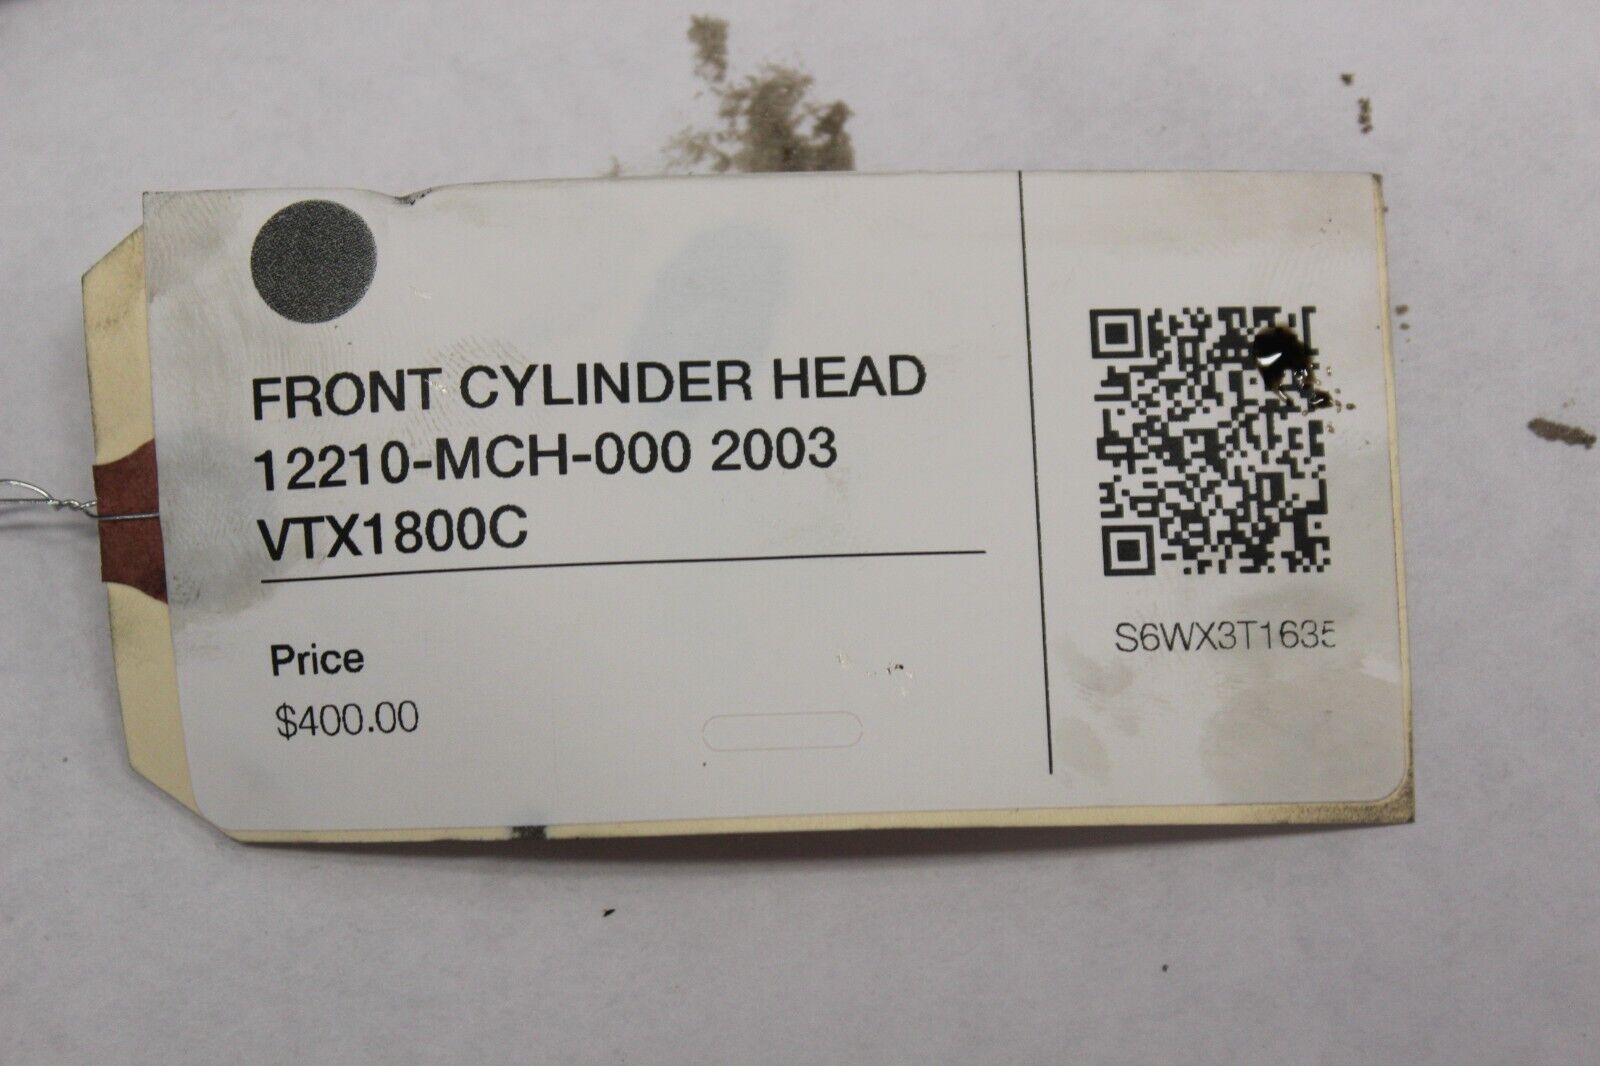 FRONT CYLINDER HEAD
12210-MCH-000 2003
VTX1800C
Price
$400.00
S6WX3T1635